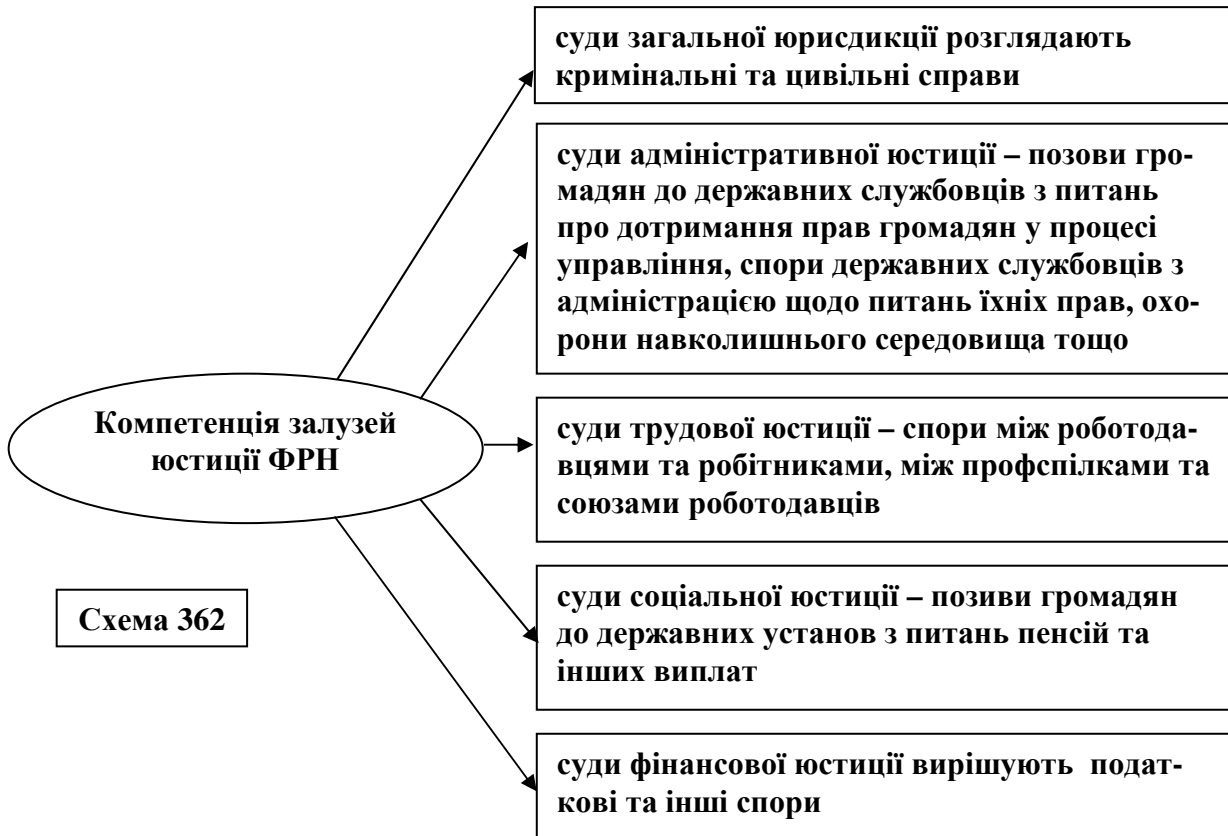 суди загальної юрисдикції розглядають
кримінальні та цивільні справи
суди адміністративної юстиції – позови гро-
мадян до державних службовців з питань
про дотримання прав громадян у процесі
управління, спори державних службовців з
адміністрацією щодо питань їхніх прав, охо-
рони навколишнього середовища тощо
Компетенція залузей
юстиції ФРН
суди трудової юстиції – спори між роботода-
вцями та робітниками, між профспілками та
союзами роботодавців
Схема 362
суди соціальної юстиції – позиви громадян
до державних установ з питань пенсій та
інших виплат
суди фінансової юстиції вирішують  подат-
кові та інші спори